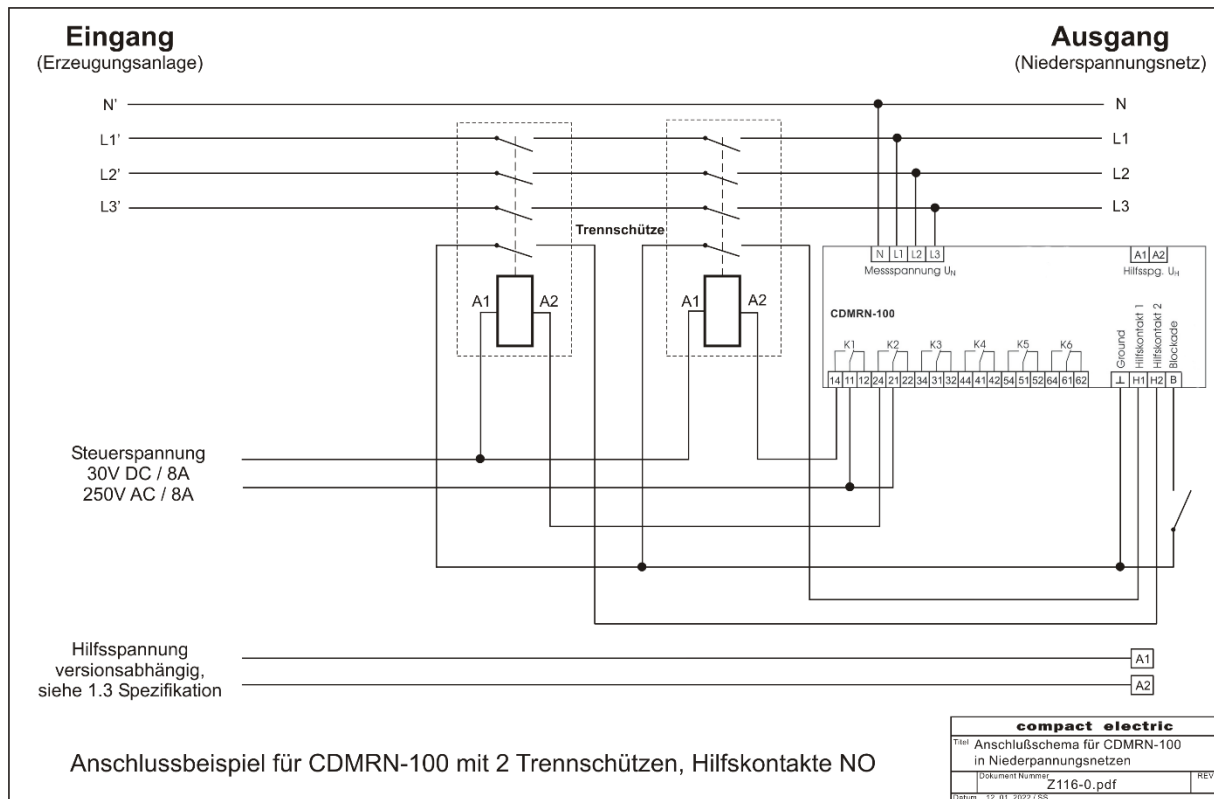 Eingang
(Erzeugungsanlage)
Ausgang
(Niederspannungsnetz)
N'
N
L1'
L1
L2'
L2
L3'
L3
Trennschütze
A1
A2
A1
A2
N L1 L2 L3
Messspannung UN
A1 A2
Hilfsspg. UH
CDMRN-100
K1 K2 K3 K4 K5 K6
Ground
Hilfskontakt 1
Hilfskontakt 2
Blockade
14 11 12 24 21 22 34 31 32 44 41 42 54 51 52 64 61 62
H1 H2 B
Steuerspannung
30V DC / 8A
250V AC / 8A
Hilfsspannung
versionsabhängig,
siehe 1.3 Spezifikation
A1
A2
Anschlussbeispiel für CDMRN-100 mit 2 Trennschützen, Hilfskontakte NO
compact electric
Titel Anschlußschema für CDMRN-100
in Niederpannungsnetzen
Dokument Nummer
Z116-0.pdf
REV
Datum 12.01.2022 / SS